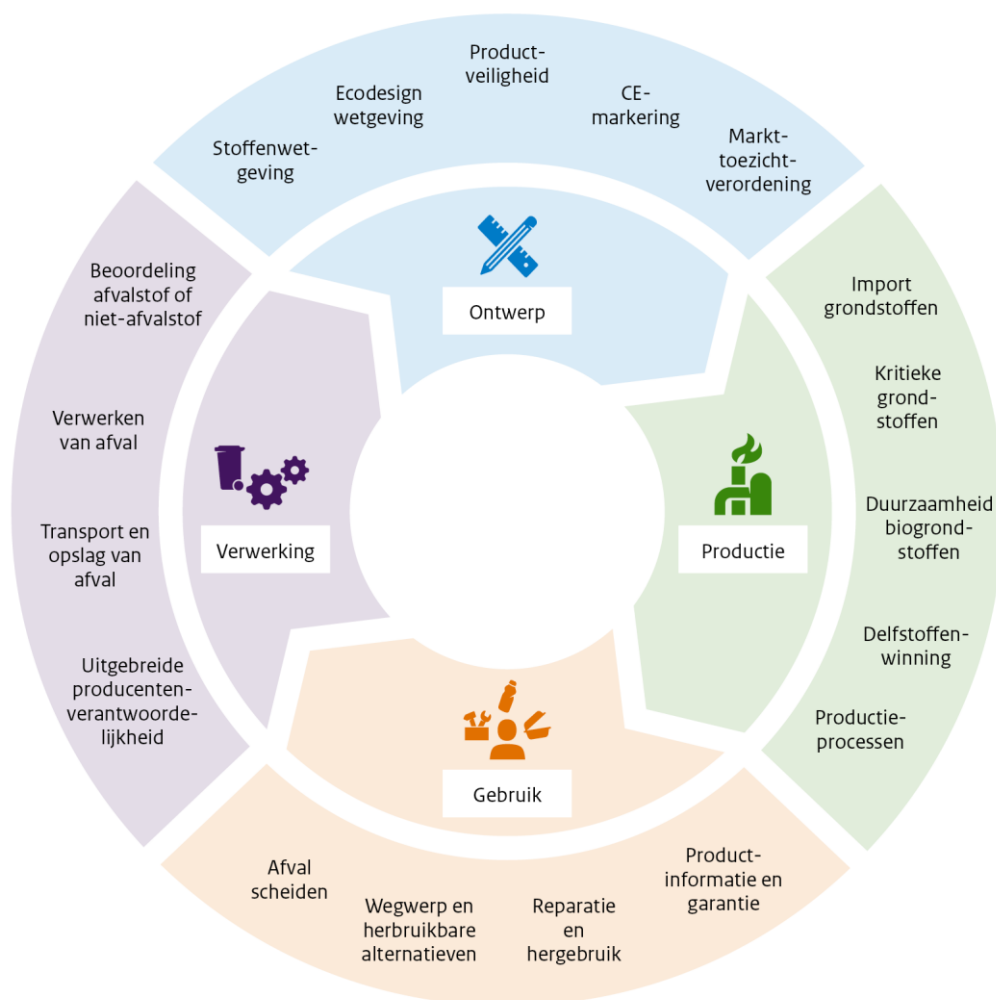 Stoffenwet-
geving
Ecodesign
wetgeving
Product-
veiligheid
CE-
markering
Markt-
toezicht-
verordening
Ontwerp
Import
grondstoffen
Kritieke
grond-
stoffen
Duurzaamheid
biogrond-
stoffen
Delfstoffen-
winning
Productie-
processen
Productie
Product-
informatie en
garantie
Reparatie
en
hergebruik
Wegwerp en
herbruikbare
alternatieven
Afval
scheiden
Gebruik
Uitgebreide
producenten-
verantwoorde-
lijkheid
Transport en
opslag van
afval
Verwerken
van afval
Beoordeling
afvalstof of
niet-afvalstof
Verwerking